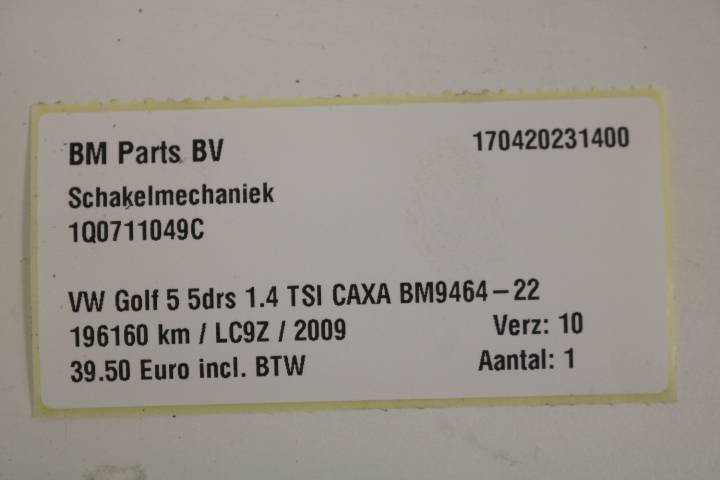 BM Parts BV 170420231400
Schakelmechaniek
1Q0711049C
VW Golf 5 5drs 1.4 TSI CAXA BM9464-22
196160 km / LC9Z / 2009 Verz: 10
39.50 Euro incl. BTW Aantal: 1